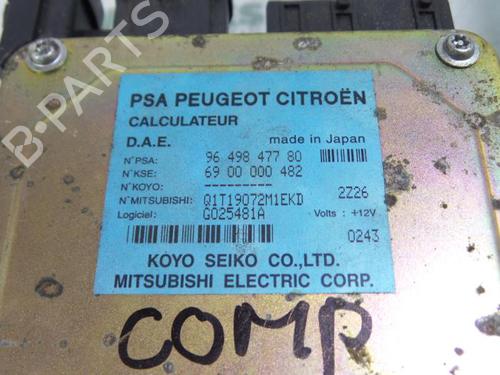 B-PARTS
PSA PEUGEOT CITROËN
CALCULATEUR
D.A.E. made in Japan
N°PSA: 96 498 477 80
N°KSE: 69 00 000 482
N°KOYO: ----------
N°MITSUBISHI: Q1T19072M1EKD 2Z26
Logiciel: G025481A Volts: +12V
0243
KOYO SEIKO CO.,LTD.
MITSUBISHI ELECTRIC CORP.
COMP